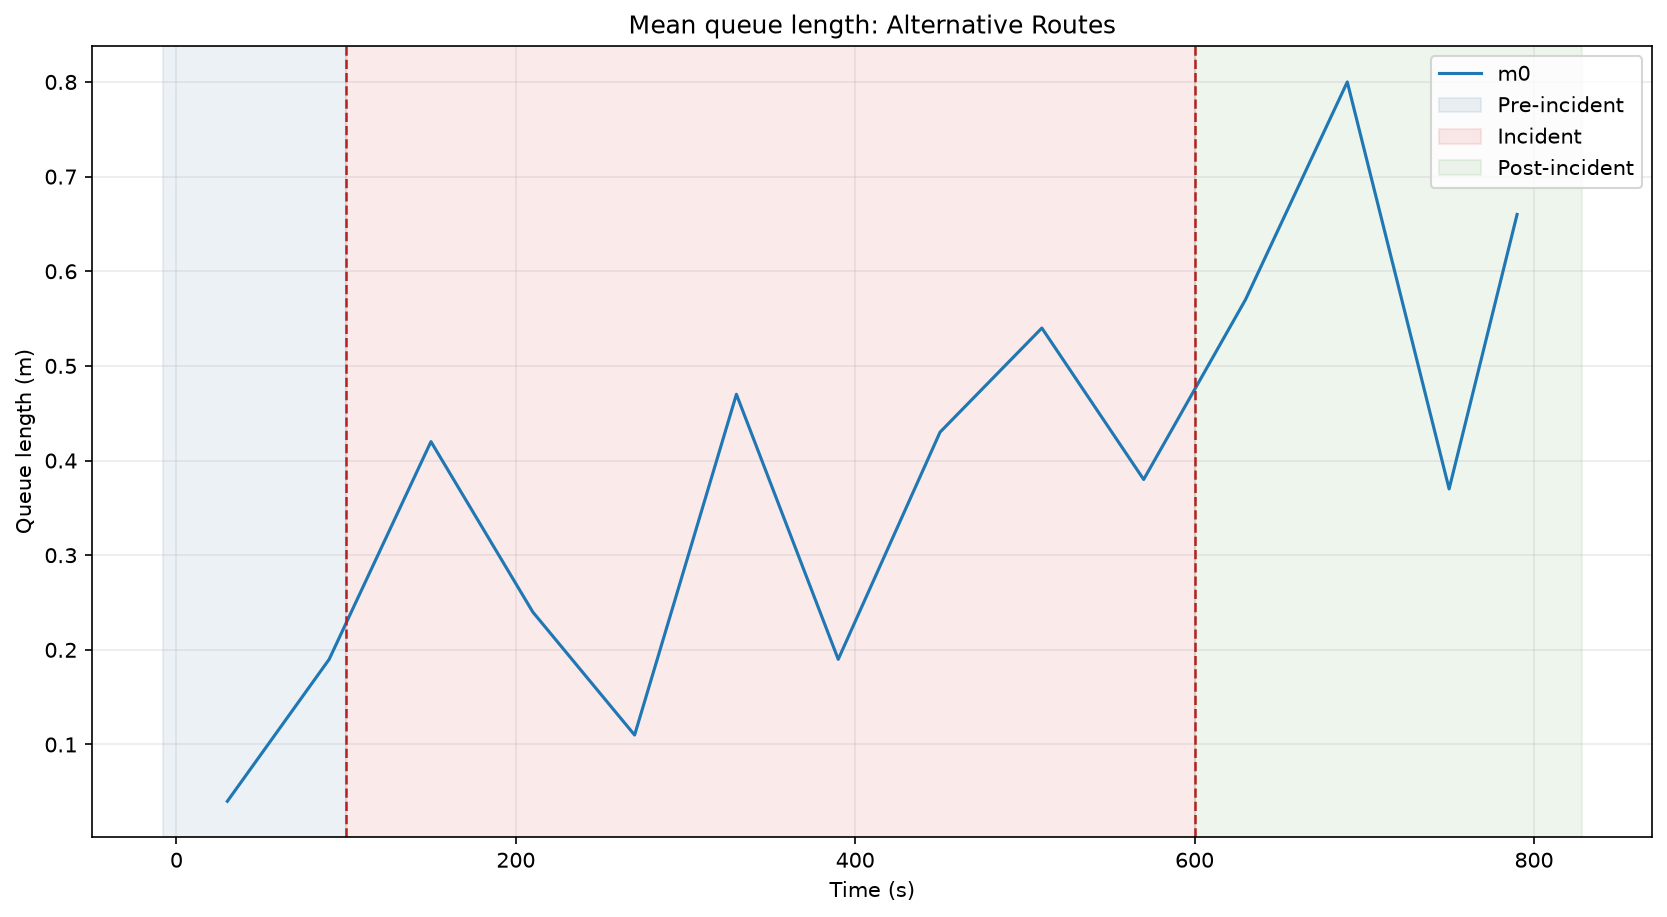 Mean queue length: Alternative Routes
m0
Pre-incident
Incident
Post-incident
0.8
0.7
0.6
0.5
0.4
0.3
0.2
0.1
Queue length (m)
0
200
400
600
800
Time (s)